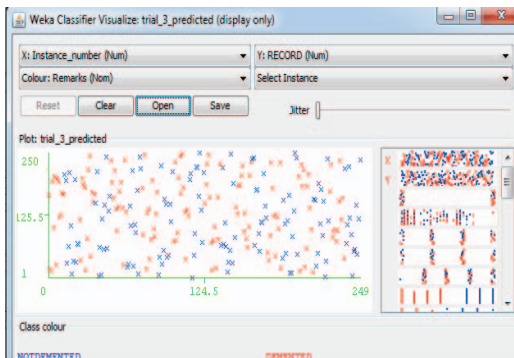 Weka Classifier Visualize: trial_3_predicted (display only)
X: Instance_number (Num)
Y: RECORD (Num)
Colour: Remarks (Nom)
Select Instance
Reset
Clear
Open
Save
Jitter
Plot: trial_3_predicted
250
125.5
1
0
124.5
249
X
Y
Class colour
NOTDEMENTED
DEMENTED